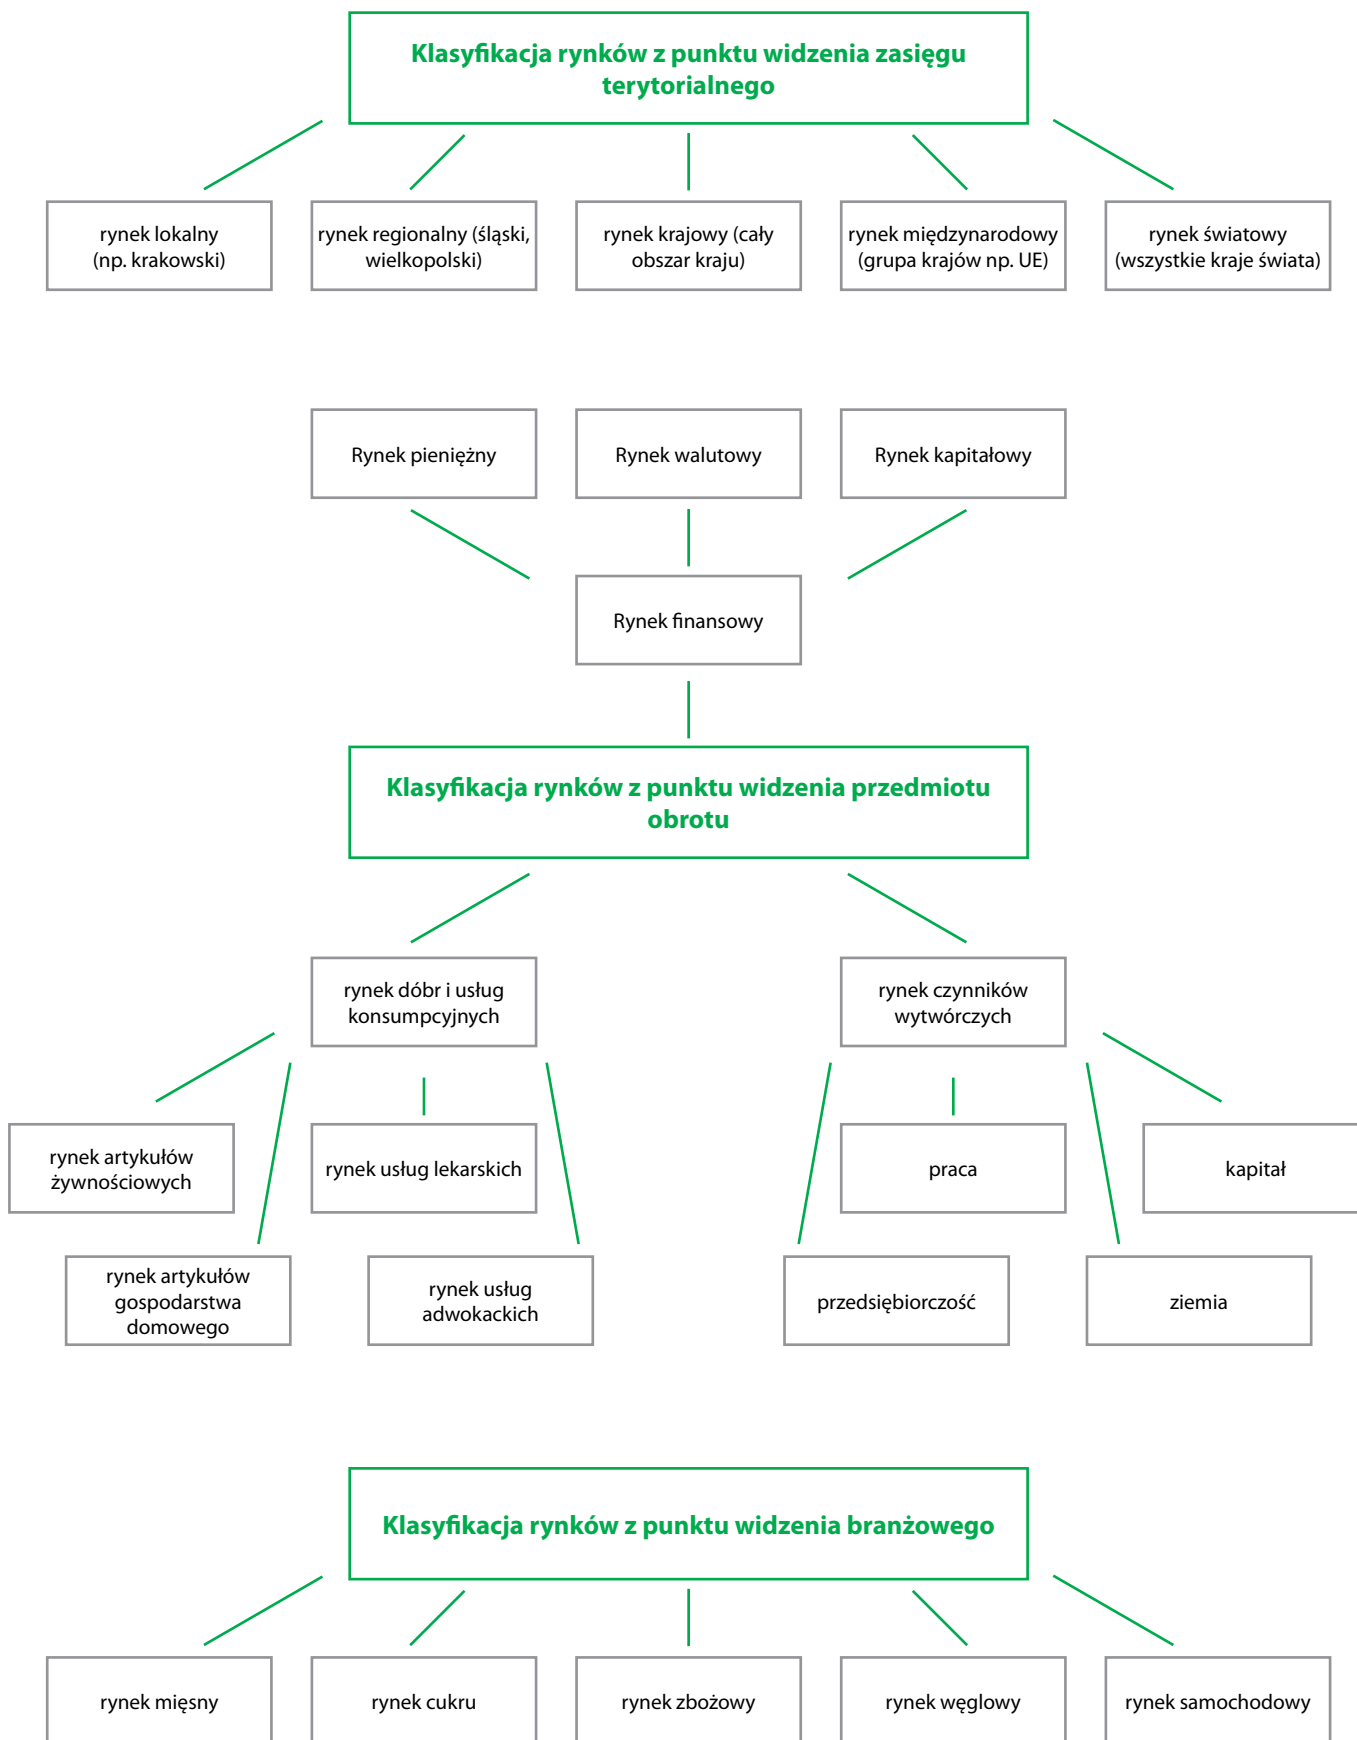 Klasyfikacja rynków z punktu widzenia zasięgu
terytorialnego
rynek lokalny
(np. krakowski)
rynek regionalny (śląski,
wielkopolski)
rynek krajowy (cały
obszar kraju)
rynek międzynarodowy
(grupa krajów np. UE)
rynek światowy
(wszystkie kraje świata)
Rynek pieniężny
Rynek walutowy
Rynek kapitałowy
Rynek finansowy
Klasyfikacja rynków z punktu widzenia przedmiotu
obrotu
rynek dóbr i usług
konsumpcyjnych
rynek czynników
wytwórczych
rynek artykułów
żywnościowych
rynek usług lekarskich
praca
kapitał
rynek artykułów
gospodarstwa
domowego
rynek usług
adwokackich
przedsiębiorczość
ziemia
Klasyfikacja rynków z punktu widzenia branżowego
rynek mięsny
rynek cukru
rynek zbożowy
rynek węglowy
rynek samochodowy